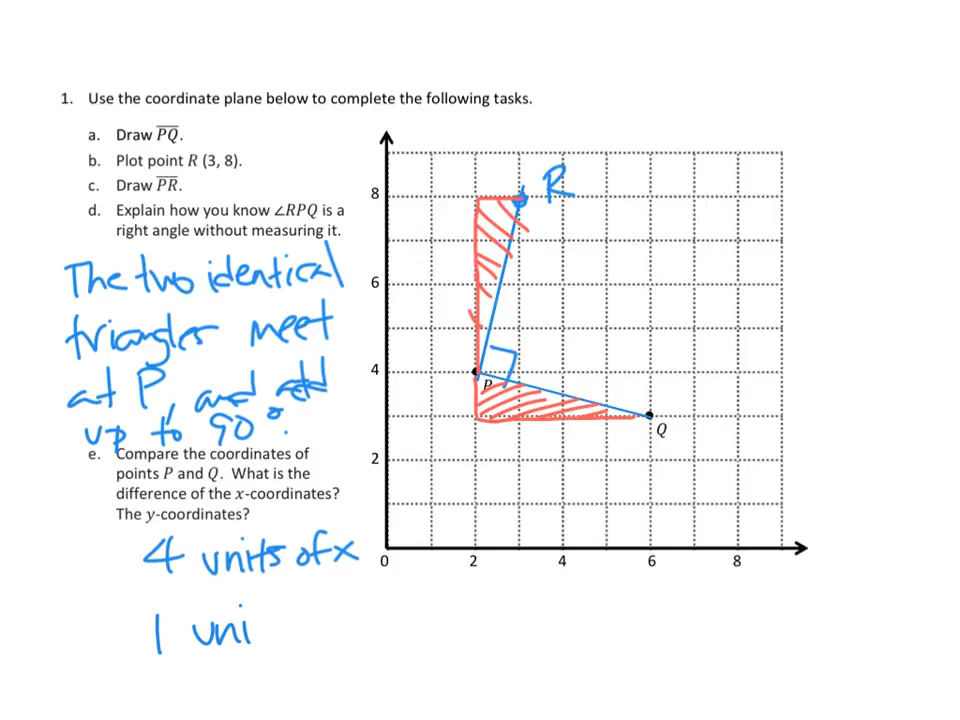 1. Use the coordinate plane below to complete the following tasks.
a. Draw P̅Q̅.
b. Plot point R (3, 8).
c. Draw P̅R̅.
d. Explain how you know ∠RPQ is a
right angle without measuring it.
The two identical
triangles meet
at P, and add
up to 90°.
e. Compare the coordinates of
points P and Q. What is the
difference of the x-coordinates?
The y-coordinates?
4 units of x
1 uni
R
8
6
4
P
Q
2
0 2 4 6 8